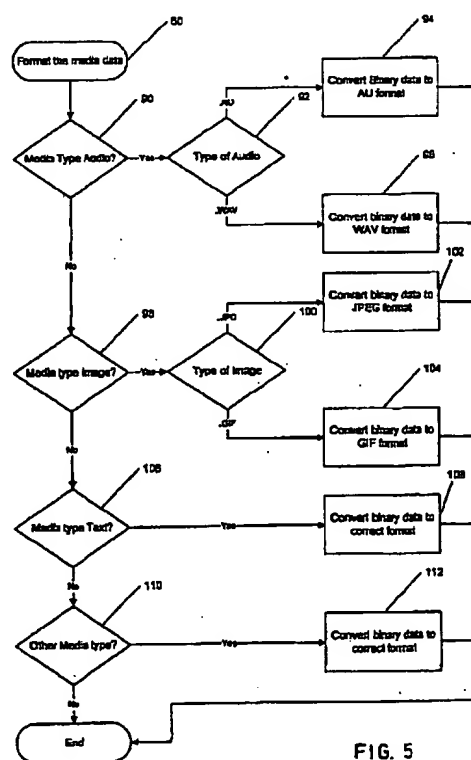 Format the media data
60
90
Media Type Audio?
Yes
Type of Audio
92
.AU
94
Convert Binary data to
AU format
.WAV
Convert binary data to
WAV format
No
Media type Image?
Yes
Type of Image
100
.JPG
102
Convert binary data to
JPEG format
.GIF
104
Convert binary data to
GIF format
No
Media type Text?
Yes
Convert binary data to
correct format
No
110
Other Media type?
Yes
112
Convert binary data to
correct format
No
End
FIG. 5